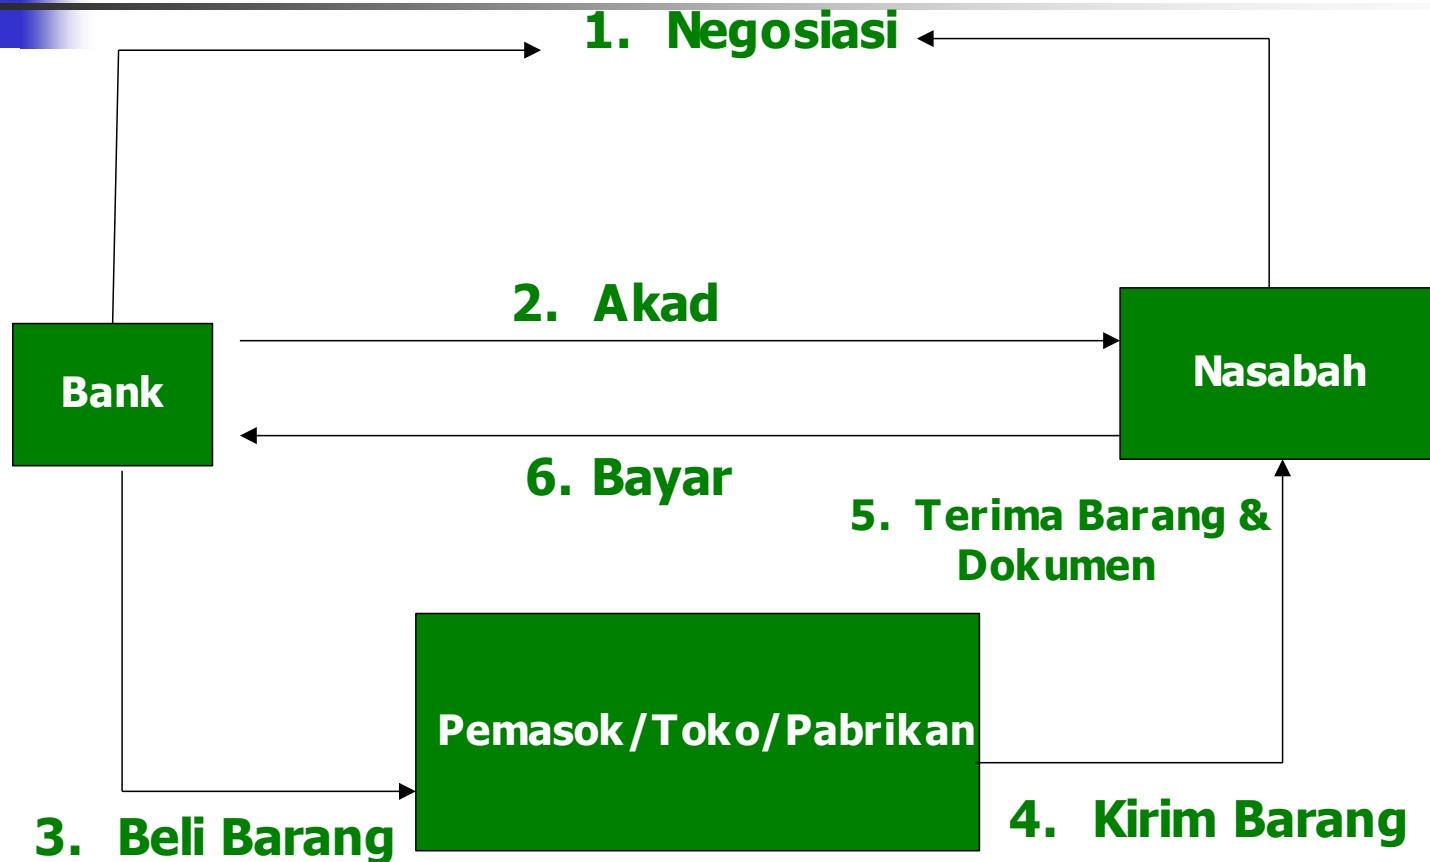 1. Negosiasi
2. Akad
Bank
Nasabah
6. Bayar
5. Terima Barang &
Dokumen
Pemasok/Toko/Pabrikan
3. Beli Barang
4. Kirim Barang